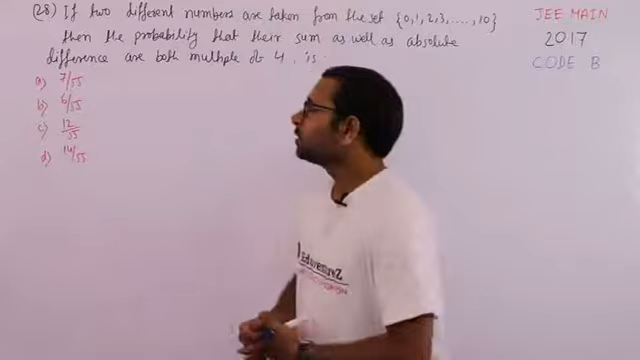 (28) If two different numbers are taken from the set {0,1,2,3,....,10}
then the probability that their sum as well as absolute
difference are both multiple of 4, is.
a) 7/55
b) 6/55
c) 12/55
d) 14/55
JEE MAIN
2017
CODE B